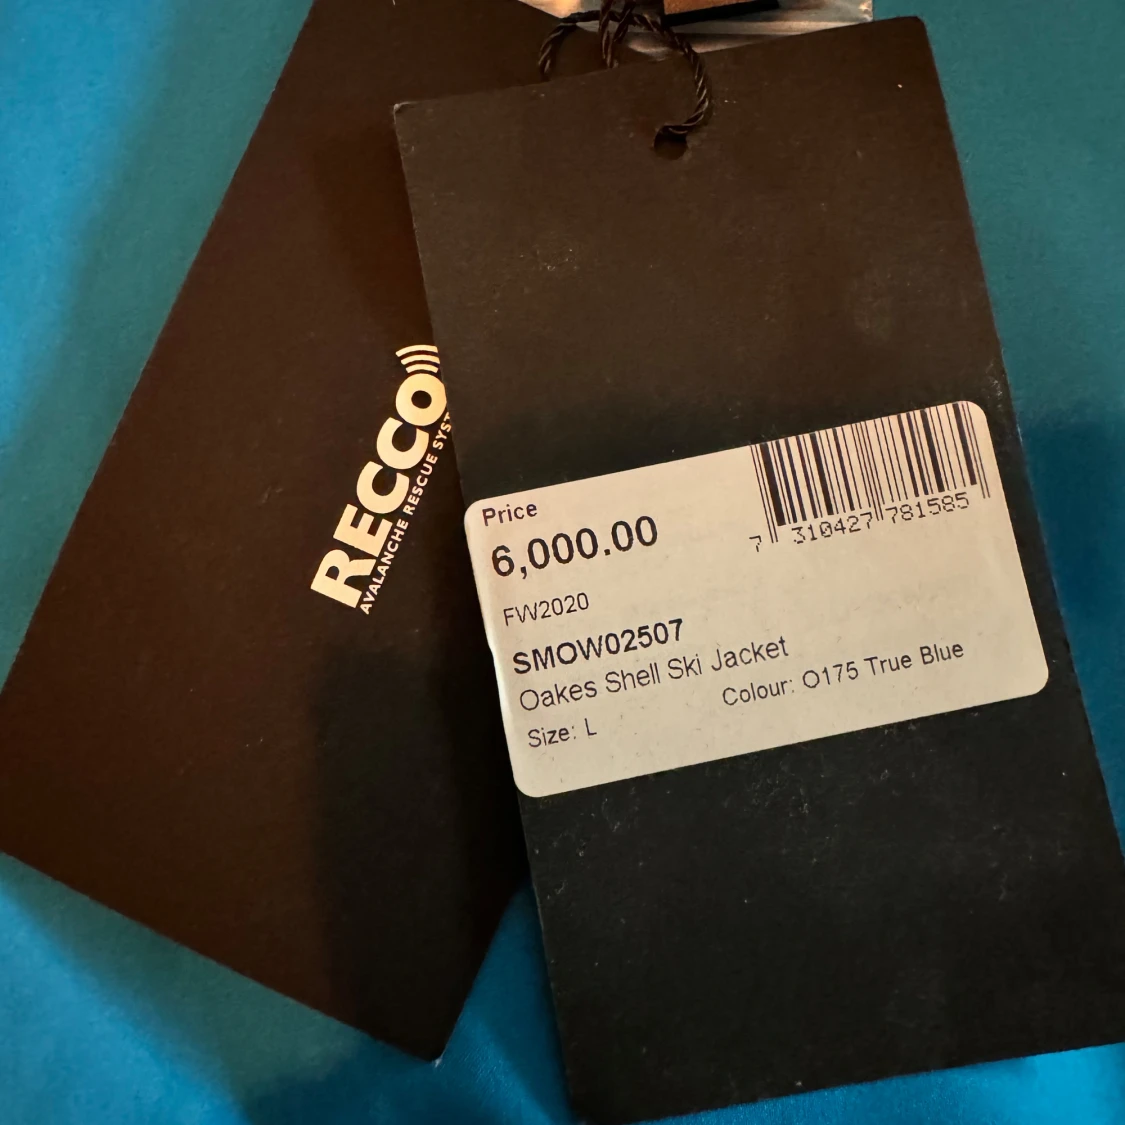 RECCO
AVALANCHE RESCUE SYST
Price
6,000.00
7 310427 781585
FW2020
SMOW02507
Oakes Shell Ski Jacket
Size: L
Colour: O175 True Blue